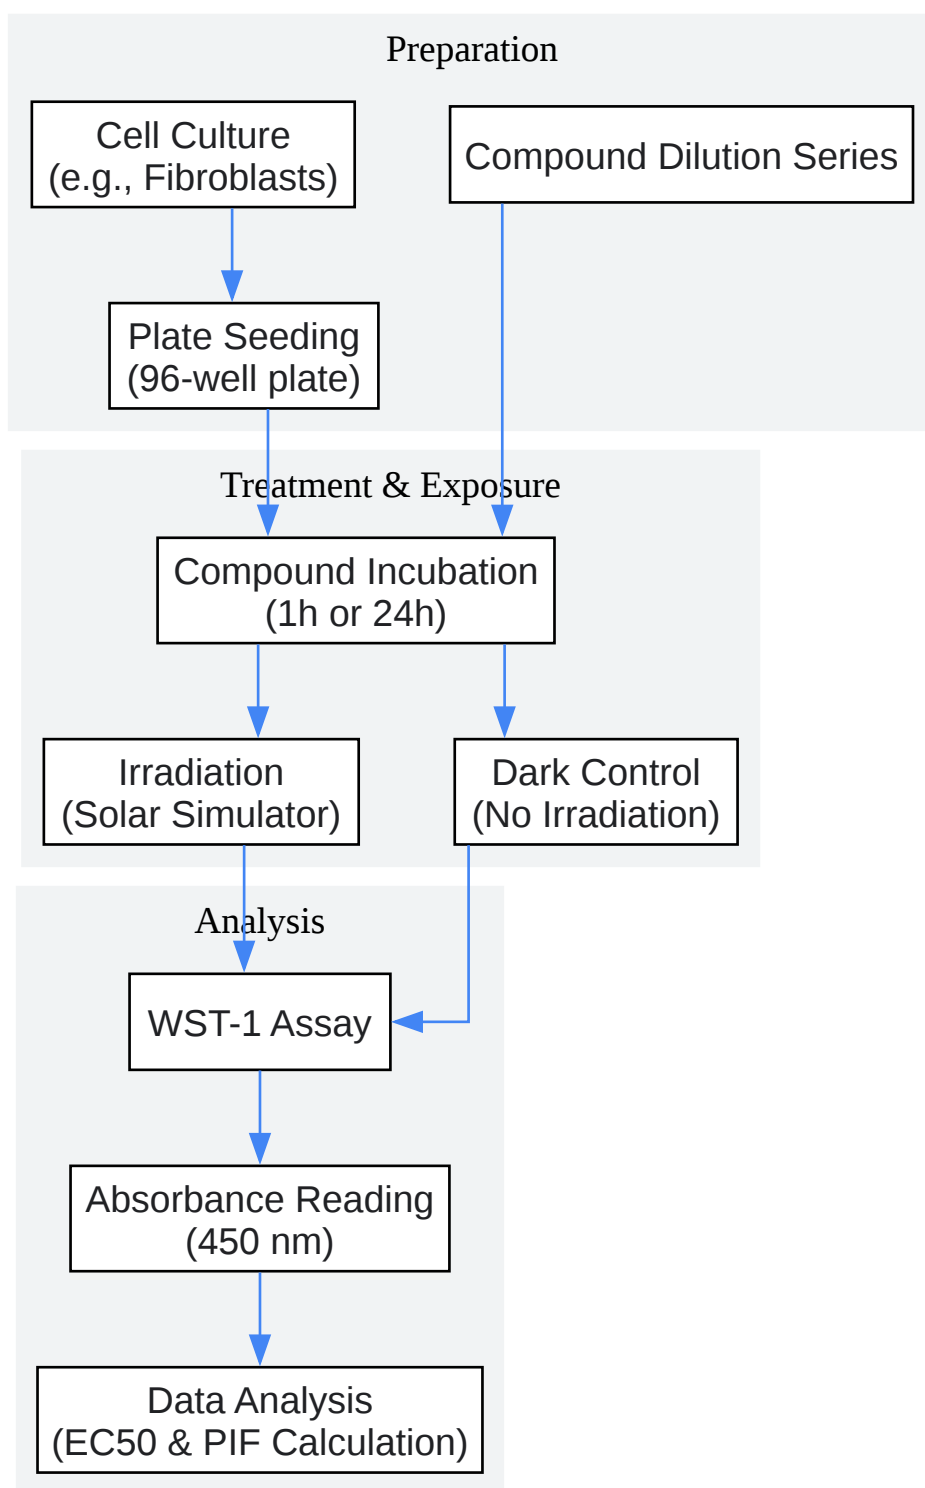 Preparation
Cell Culture
(e.g., Fibroblasts)
Compound Dilution Series
Plate Seeding
(96-well plate)
Treatment & Exposure
Compound Incubation
(1h or 24h)
Irradiation
(Solar Simulator)
Dark Control
(No Irradiation)
Analysis
WST-1 Assay
Absorbance Reading
(450 nm)
Data Analysis
(EC50 & PIF Calculation)